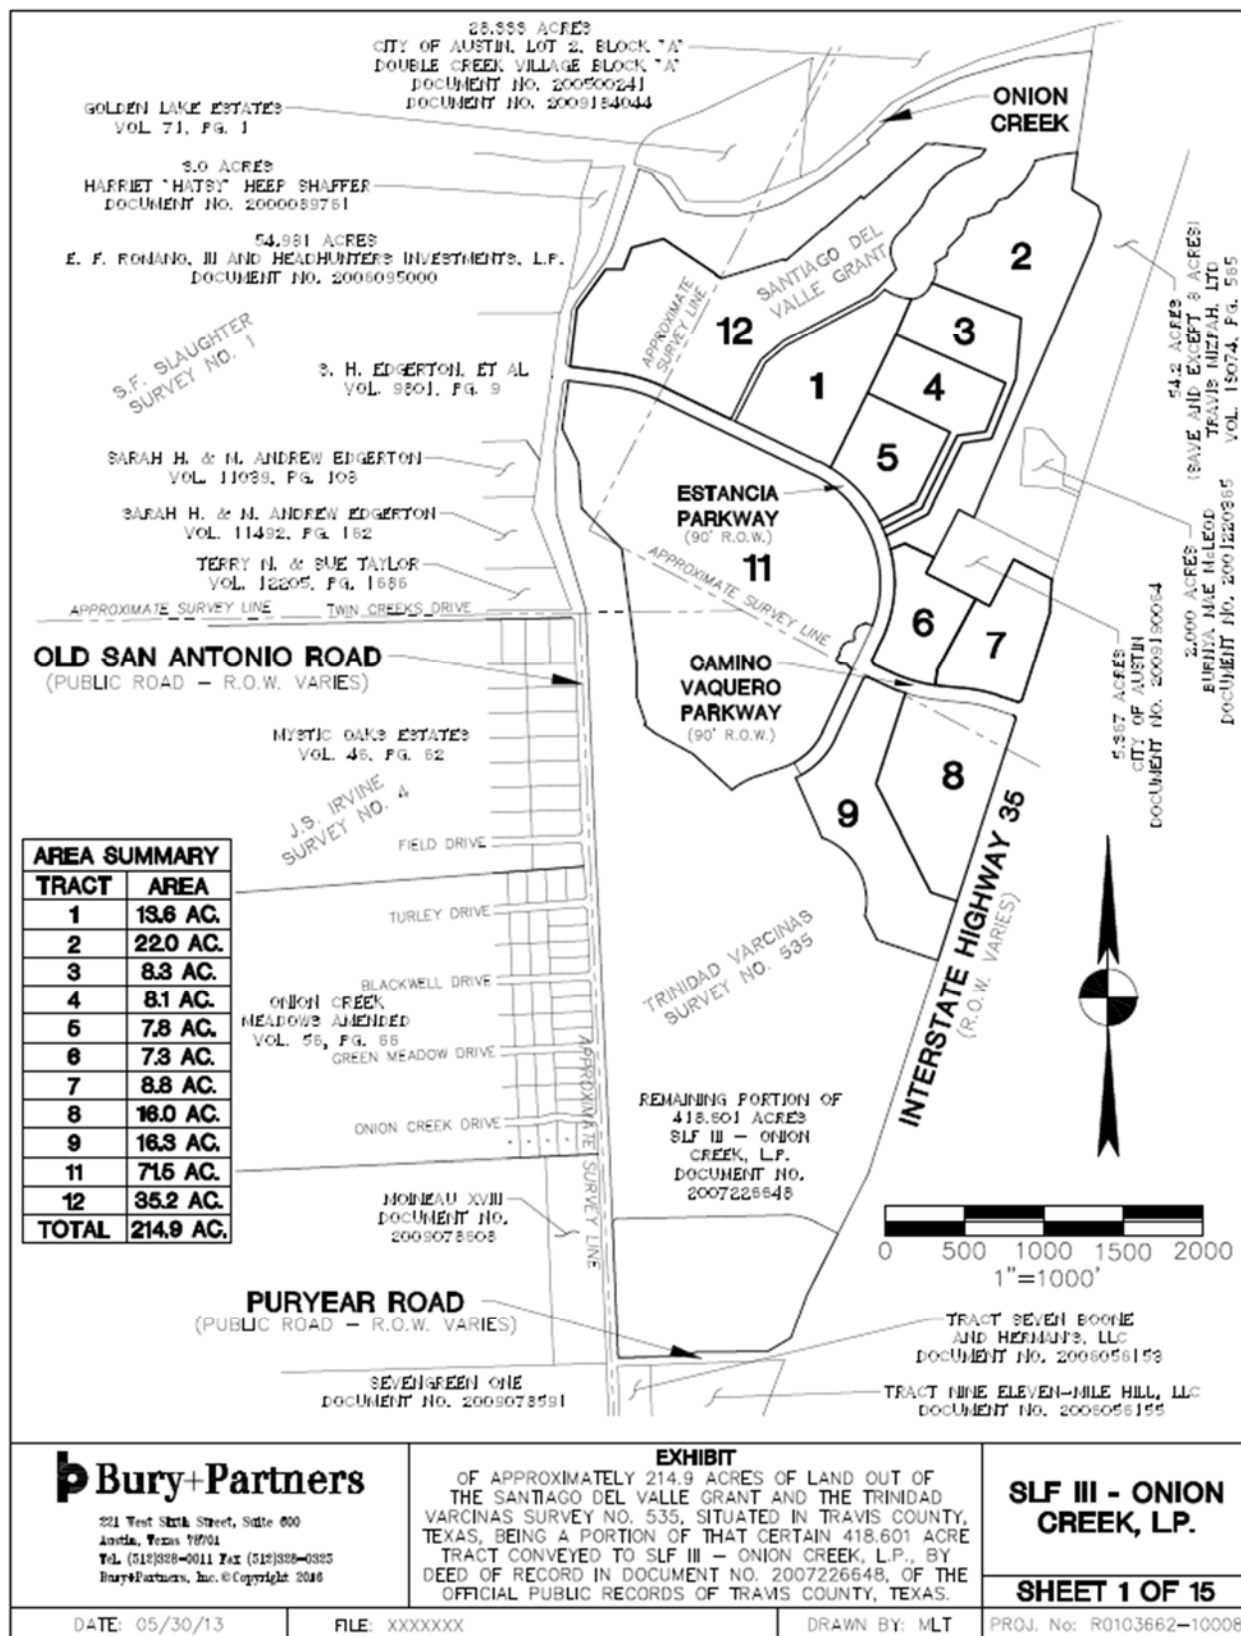 28.888 ACRES
CITY OF AUSTIN, LOT 2, BLOCK "A"
DOUBLE CREEK VILLAGE BLOCK "A"
DOCUMENT NO. 200500241
DOCUMENT NO. 2009184044
GOLDEN LAKE ESTATES
VOL. 71, PG. 1
ONION
CREEK
3.0 ACRES
HARRIET "HATSY" HEEP SHAFFER
DOCUMENT NO. 2000089761
54.981 ACRES
E. F. ROMANO, III AND HEADHUNTERS INVESTMENTS, L.P.
DOCUMENT NO. 2006095000
S.F. SLAUGHTER
SURVEY NO. 1
S. H. EDGERTON, ET AL
VOL. 9801, PG. 9
SARAH H. & M. ANDREW EDGERTON
VOL. 11039, PG. 108
SARAH H. & M. ANDREW EDGERTON
VOL. 11492, PG. 162
TERRY N. & SUE TAYLOR
VOL. 12205, PG. 1686
APPROXIMATE SURVEY LINE
TWIN CREEKS DRIVE
SANTIAGO DEL
VALLE GRANT
APPROXIMATE
SURVEY LINE
2
12
3
1
4
5
ESTANCIA
PARKWAY
(90' R.O.W.)
11
APPROXIMATE SURVEY LINE
6
7
CAMINO
VAQUERO
PARKWAY
(90' R.O.W.)
8
9
54.2 ACRES
(SAVE AND EXCEPT 8 ACRES)
TRAVIS MIZPAH, LTD
VOL. 13074, PG. 565
2.000 ACRES
BURNYA MAE McLEOD
DOCUMENT NO. 2001220865
5.867 ACRES
CITY OF AUSTIN
DOCUMENT NO. 2009190064
OLD SAN ANTONIO ROAD
(PUBLIC ROAD – R.O.W. VARIES)
MYSTIC OAKS ESTATES
VOL. 46, PG. 62
J.S. IRVINE
SURVEY NO. 4
FIELD DRIVE
TURLEY DRIVE
BLACKWELL DRIVE
ONION CREEK
MEADOWS AMENDED
VOL. 56, PG. 66
GREEN MEADOW DRIVE
ONION CREEK DRIVE
APPROXIMATE SURVEY LINE
TRINIDAD VARCINAS
SURVEY NO. 535
INTERSTATE HIGHWAY 35
(R.O.W. VARIES)
AREA SUMMARY
TRACT AREA
1 13.6 AC.
2 22.0 AC.
3 8.3 AC.
4 8.1 AC.
5 7.8 AC.
6 7.3 AC.
7 8.8 AC.
8 16.0 AC.
9 16.3 AC.
11 71.5 AC.
12 35.2 AC.
TOTAL 214.9 AC.
REMAINING PORTION OF
418.601 ACRES
SLF III – ONION
CREEK, L.P.
DOCUMENT NO.
2007226648
MOINEAU XVIII
DOCUMENT NO.
2009078608
0 500 1000 1500 2000
1"=1000'
PURYEAR ROAD
(PUBLIC ROAD – R.O.W. VARIES)
TRACT SEVEN BOONE
AND HERMAN'S, LLC
DOCUMENT NO. 2006056153
SEVENGREEN ONE
DOCUMENT NO. 2009078591
TRACT NINE ELEVEN–MILE HILL, LLC
DOCUMENT NO. 2006056155
Bury+Partners
221 West Sixth Street, Suite 600
Austin, Texas 78701
Tel. (512)328-0011 Fax (512)328-0325
Bury+Partners, Inc. © Copyright 2016
EXHIBIT
OF APPROXIMATELY 214.9 ACRES OF LAND OUT OF
THE SANTIAGO DEL VALLE GRANT AND THE TRINIDAD
VARCINAS SURVEY NO. 535, SITUATED IN TRAVIS COUNTY,
TEXAS, BEING A PORTION OF THAT CERTAIN 418.601 ACRE
TRACT CONVEYED TO SLF III – ONION CREEK, L.P., BY
DEED OF RECORD IN DOCUMENT NO. 2007226648, OF THE
OFFICIAL PUBLIC RECORDS OF TRAVIS COUNTY, TEXAS.
SLF III - ONION
CREEK, L.P.
SHEET 1 OF 15
DATE: 05/30/13
FILE: XXXXXXX
DRAWN BY: MLT
PROJ. No: R0103662–10008